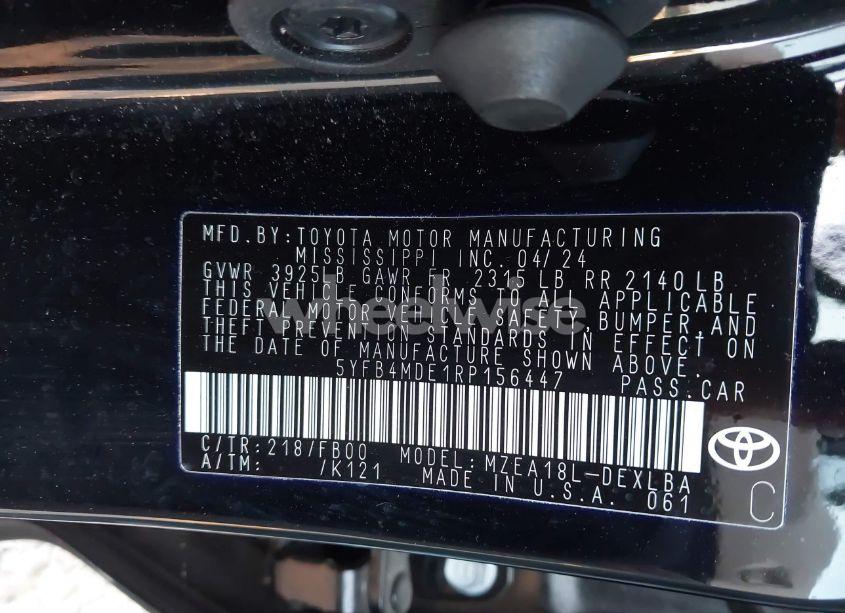 MFD.BY:TOYOTA MOTOR MANUFACTURING
MISSISSIPPI, INC. 04/24
GVWR 3925LB GAWR FR 2315 LB RR 2140 LB
THIS VEHICLE CONFORMS TO ALL APPLICABLE
FEDERAL MOTOR VEHICLE SAFETY, BUMPER, AND
THEFT PREVENTION STANDARDS IN EFFECT ON
THE DATE OF MANUFACTURE SHOWN ABOVE.
5YFB4MDE1RP156447 PASS.CAR
C/TR:218/FB00 MODEL:MZEA18L-DEXLBA
A/TM: /K121 MADE IN U.S.A. 061
C
wheelwise